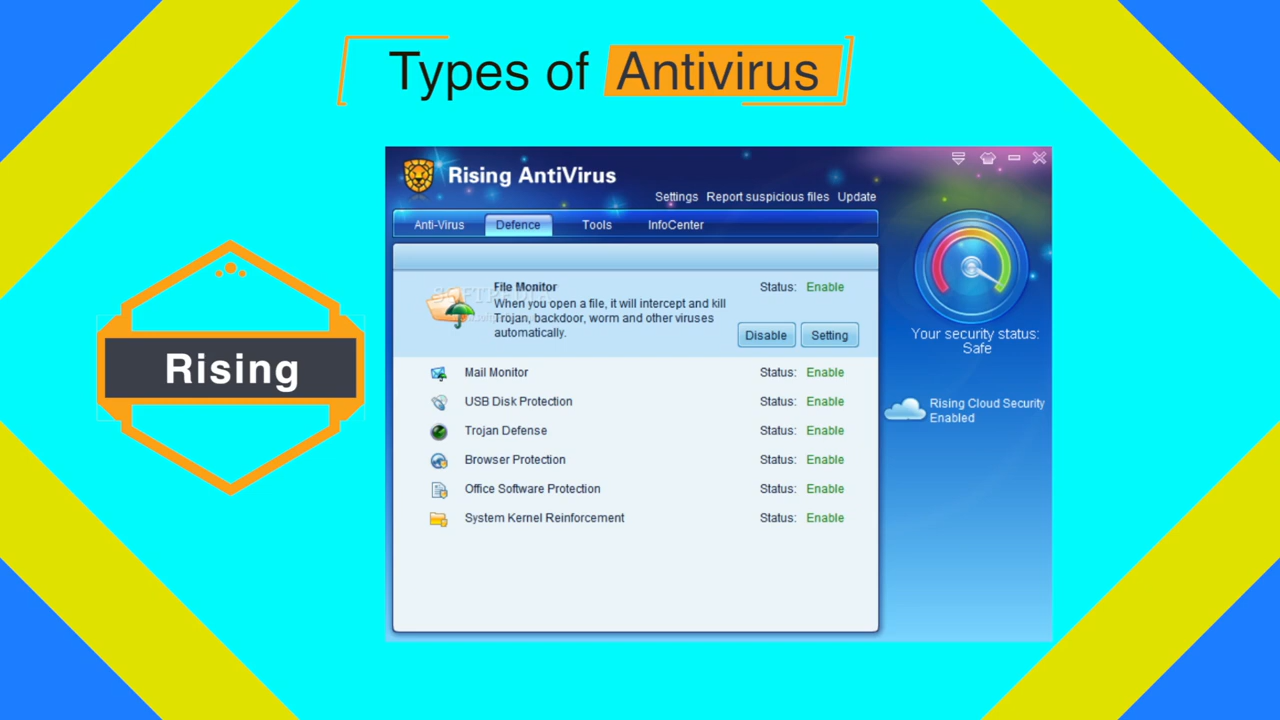 Types of Antivirus
Rising
Rising AntiVirus
Settings Report suspicious files Update
Anti-Virus Defence Tools InfoCenter
File Monitor Status: Enable
When you open a file, it will intercept and kill
Trojan, backdoor, worm and other viruses
automatically.
Disable Setting
Mail Monitor Status: Enable
USB Disk Protection Status: Enable
Trojan Defense Status: Enable
Browser Protection Status: Enable
Office Software Protection Status: Enable
System Kernel Reinforcement Status: Enable
Your security status:
Safe
Rising Cloud Security
Enabled
SOFTPEDIA